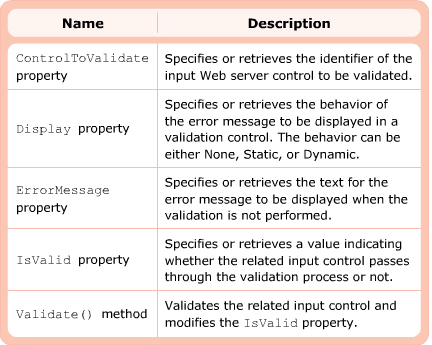 Name Description
ControlToValidate
property
Specifies or retrieves the identifier of the
input Web server control to be validated.
Display property
Specifies or retrieves the behavior of
the error message to be displayed in a
validation control. The behavior can be
either None, Static, or Dynamic.
ErrorMessage
property
Specifies or retrieves the text for the
error message to be displayed when the
validation is not performed.
IsValid property
Specifies or retrieves a value indicating
whether the related input control passes
through the validation process or not.
Validate() method
Validates the related input control and
modifies the IsValid property.